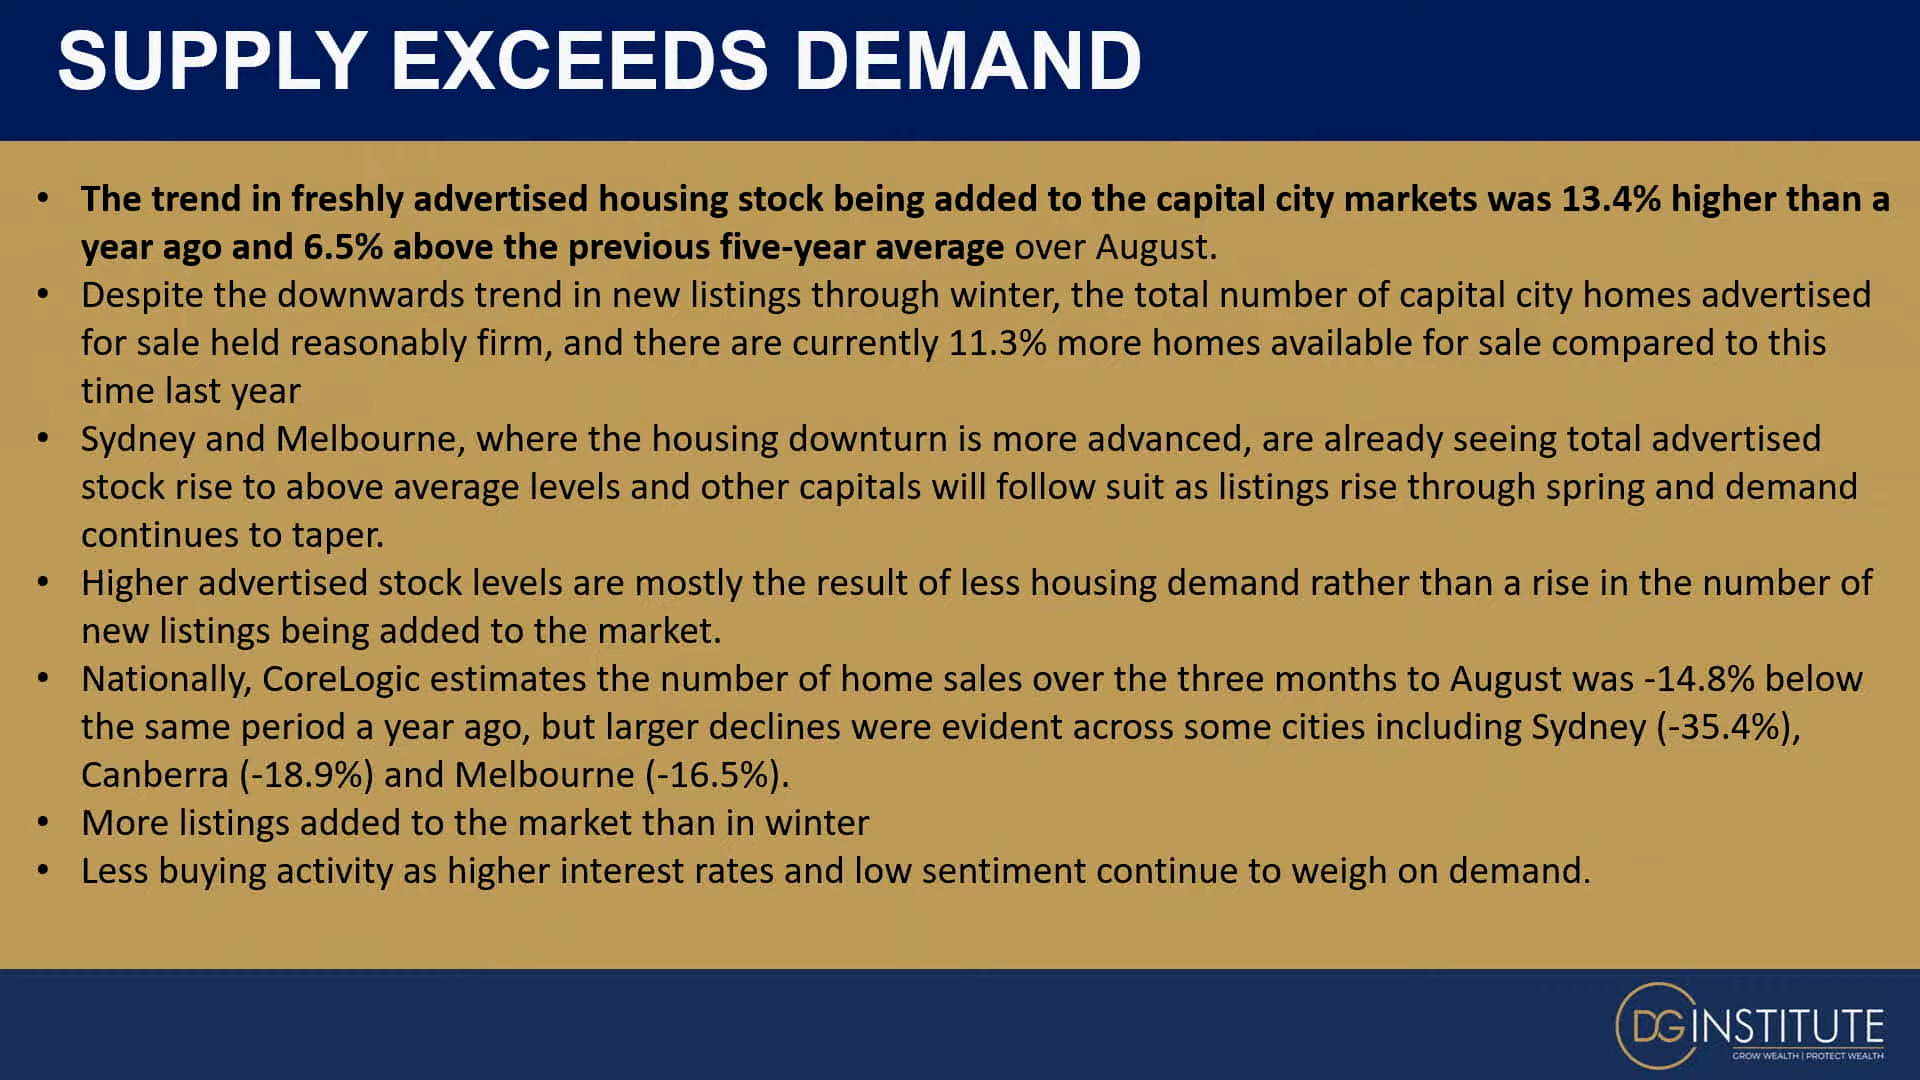 SUPPLY EXCEEDS DEMAND
• The trend in freshly advertised housing stock being added to the capital city markets was 13.4% higher than a
year ago and 6.5% above the previous five-year average over August.
• Despite the downwards trend in new listings through winter, the total number of capital city homes advertised
for sale held reasonably firm, and there are currently 11.3% more homes available for sale compared to this
time last year
• Sydney and Melbourne, where the housing downturn is more advanced, are already seeing total advertised
stock rise to above average levels and other capitals will follow suit as listings rise through spring and demand
continues to taper.
• Higher advertised stock levels are mostly the result of less housing demand rather than a rise in the number of
new listings being added to the market.
• Nationally, CoreLogic estimates the number of home sales over the three months to August was -14.8% below
the same period a year ago, but larger declines were evident across some cities including Sydney (-35.4%),
Canberra (-18.9%) and Melbourne (-16.5%).
• More listings added to the market than in winter
• Less buying activity as higher interest rates and low sentiment continue to weigh on demand.
DG INSTITUTE
GROW WEALTH | PROTECT WEALTH